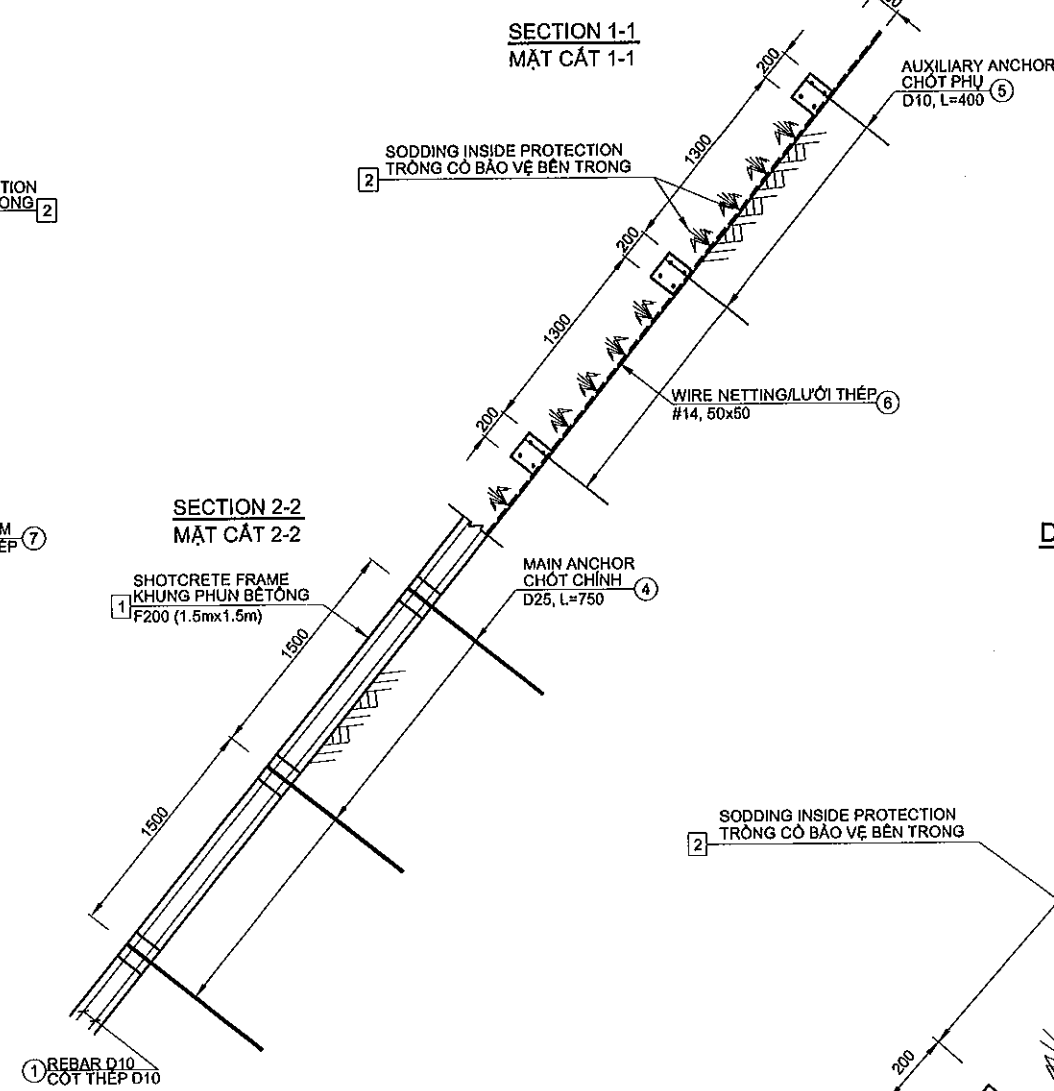 SECTION 1-1
MẶT CẮT 1-1
200
AUXILIARY ANCHOR
CHỐT PHỤ
D10, L=400 5
1300
SODDING INSIDE PROTECTION
TRỒNG CỎ BẢO VỆ BÊN TRONG
2
TION
ONG 2
200
1300
WIRE NETTING/LƯỚI THÉP 6
#14, 50x50
200
SECTION 2-2
MẶT CẮT 2-2
M
ÉP 7
D
SHOTCRETE FRAME
KHUNG PHUN BÊTÔNG
1
F200 (1.5mx1.5m)
MAIN ANCHOR
CHỐT CHÍNH
D25, L=750 4
1500
1500
SODDING INSIDE PROTECTION
TRỒNG CỎ BẢO VỆ BÊN TRONG
2
200
1 REBAR D10
CỐT THÉP D10